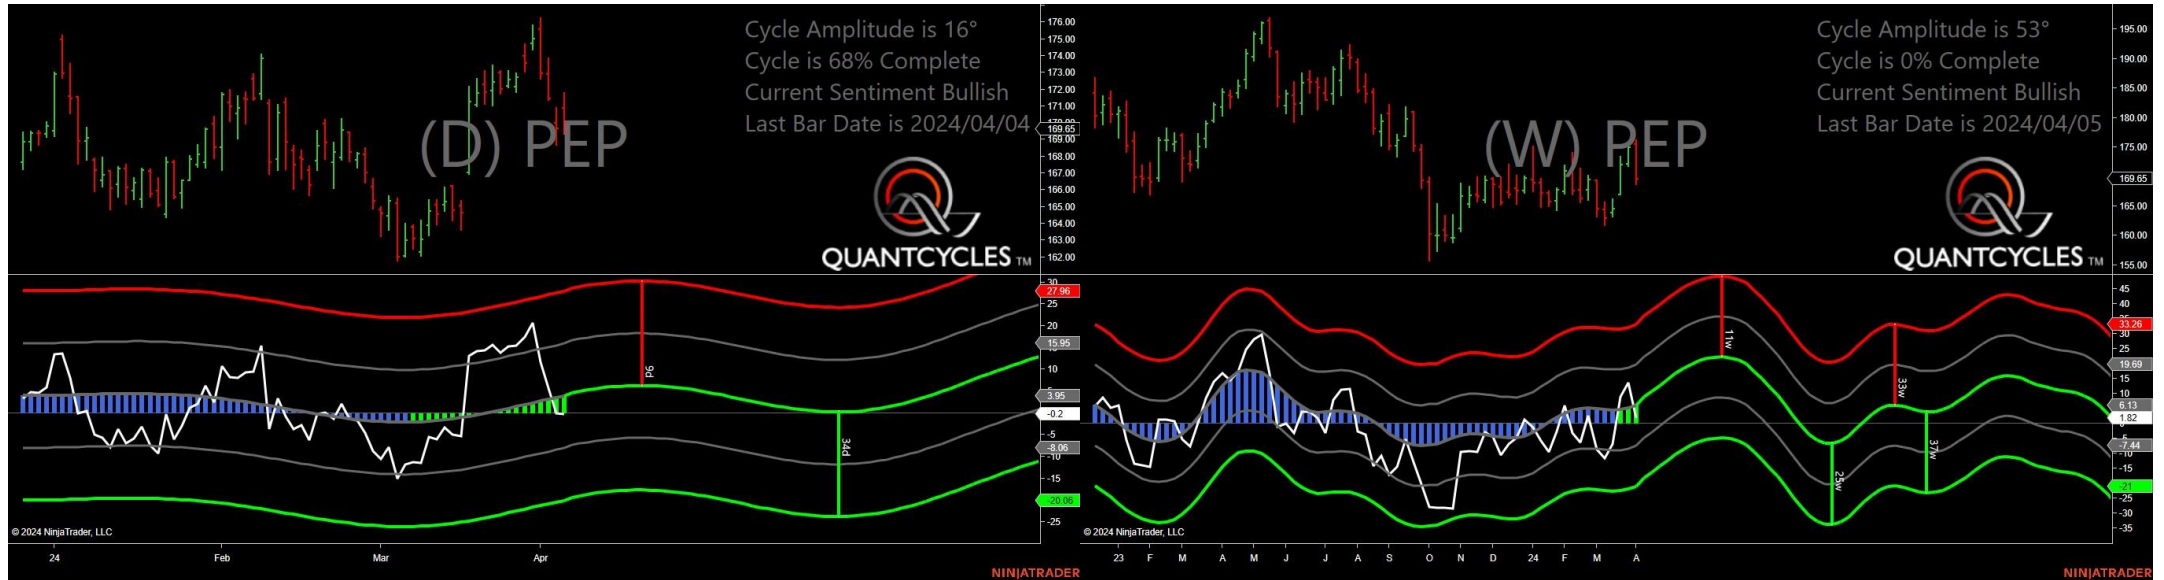 Cycle Amplitude is 16°
Cycle is 68% Complete
Current Sentiment Bullish
Last Bar Date is 2024/04/04
(D) PEP
QUANTCYCLES TM
176.00
175.00
174.00
173.00
172.00
171.00
169.65
169.00
168.00
167.00
166.00
165.00
164.00
163.00
162.00
30
27.96
25
20
15.95
10
3.95
-0.2
-5
-8.06
-10
-15
-20.06
-25
9d
34d
© 2024 NinjaTrader, LLC
24 Feb Mar Apr
NINJATRADER
Cycle Amplitude is 53°
Cycle is 0% Complete
Current Sentiment Bullish
Last Bar Date is 2024/04/05
(W) PEP
QUANTCYCLES TM
195.00
190.00
185.00
180.00
175.00
169.65
165.00
160.00
155.00
45
40
33.26
30
25
19.69
15
10
6.13
1.82
-7.44
-10
-15
-21
-25
-30
-35
11w
25w
33w
37w
© 2024 NinjaTrader, LLC
23 F M A M J J A S O N D 24 F M A
NINJATRADER